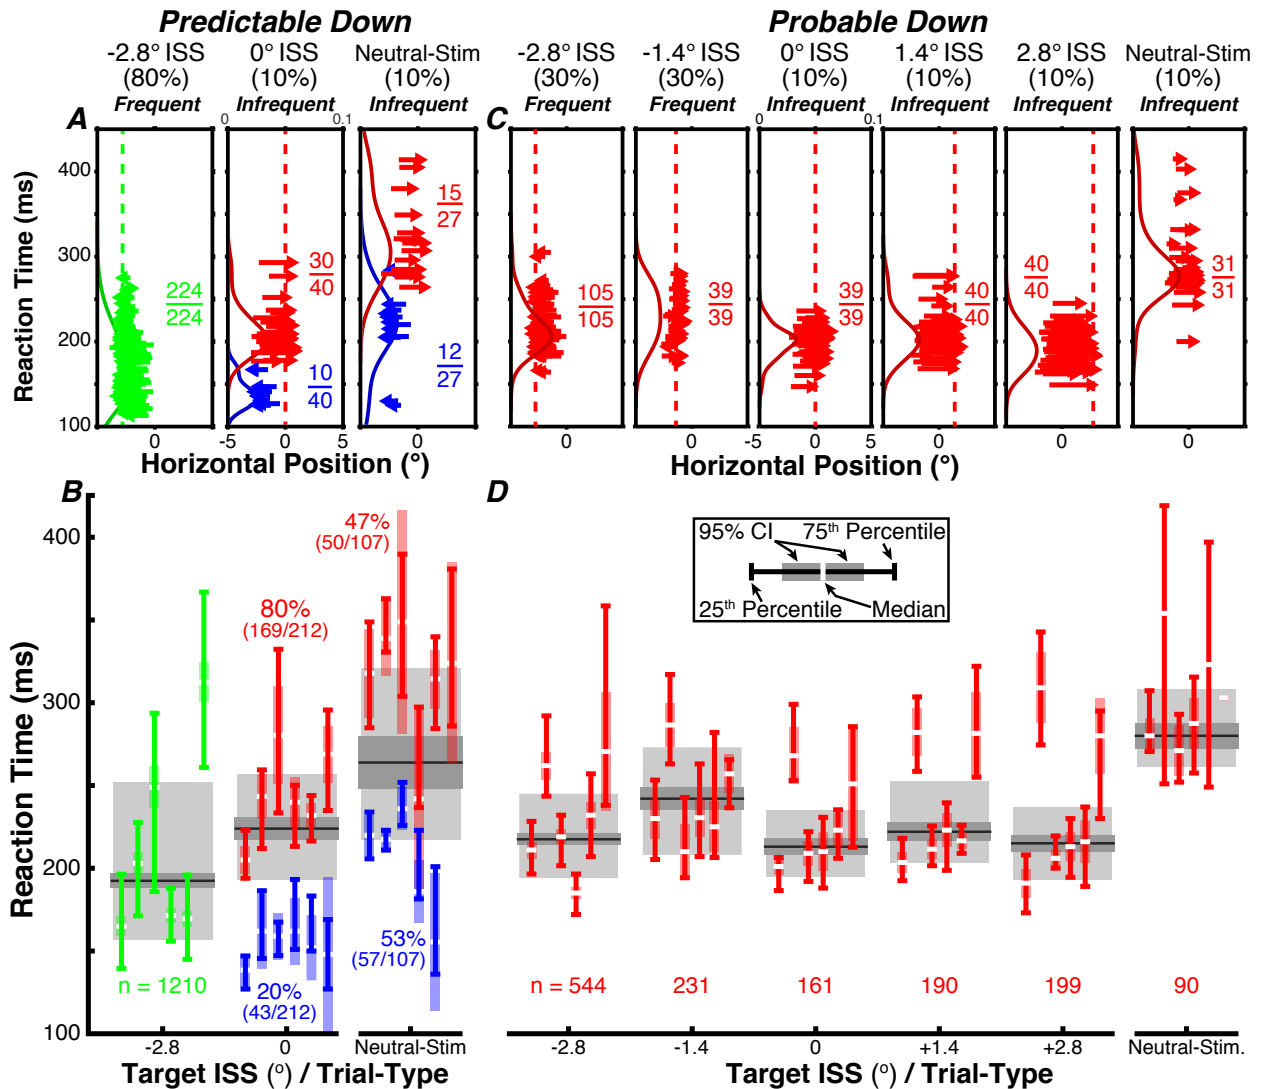 Predictable Down
Probable Down
-2.8° ISS
(80%)
Frequent
0° ISS
(10%)
Infrequent
Neutral-Stim
(10%)
Infrequent
-2.8° ISS
(30%)
Frequent
-1.4° ISS
(30%)
Frequent
0° ISS
(10%)
Infrequent
1.4° ISS
(10%)
Infrequent
2.8° ISS
(10%)
Infrequent
Neutral-Stim
(10%)
Infrequent
A
0
0.1
C
0
0.1
Reaction Time (ms)
400
300
200
100
224
224
30
40
10
40
15
27
12
27
105
105
39
39
39
39
40
40
40
40
31
31
0
-5
0
5
0
0
0
-5
0
5
0
0
0
Horizontal Position (°)
Horizontal Position (°)
B
Reaction Time (ms)
400
300
200
100
n = 1210
80%
(169/212)
20%
(43/212)
47%
(50/107)
53%
(57/107)
-2.8
0
Neutral-Stim
Target ISS (°) / Trial-Type
D
95% CI
75th Percentile
25th Percentile
Median
n = 544
231
161
190
199
90
-2.8
-1.4
0
+1.4
+2.8
Neutral-Stim.
Target ISS (°) / Trial-Type